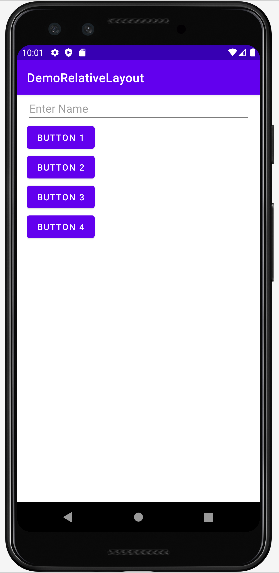 10:01
DemoRelativeLayout
Enter Name
BUTTON 1
BUTTON 2
BUTTON 3
BUTTON 4